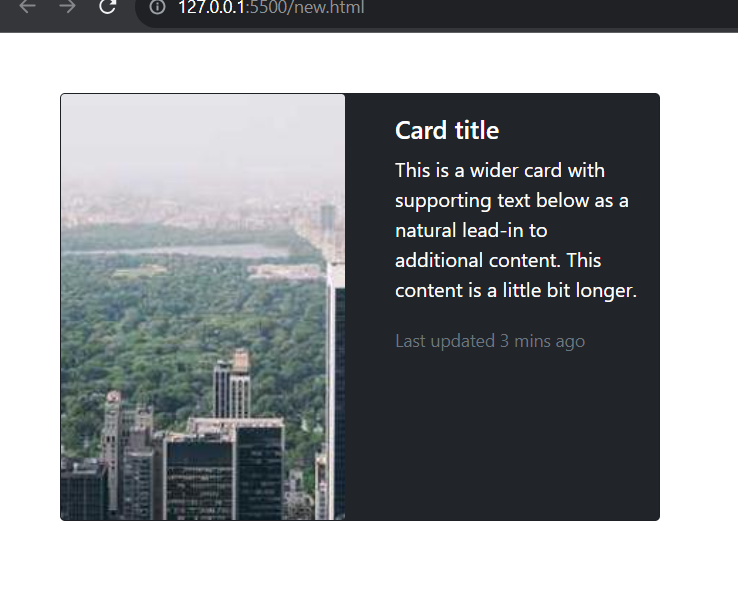 127.0.0.1:5500/new.html
Card title
This is a wider card with
supporting text below as a
natural lead-in to
additional content. This
content is a little bit longer.
Last updated 3 mins ago